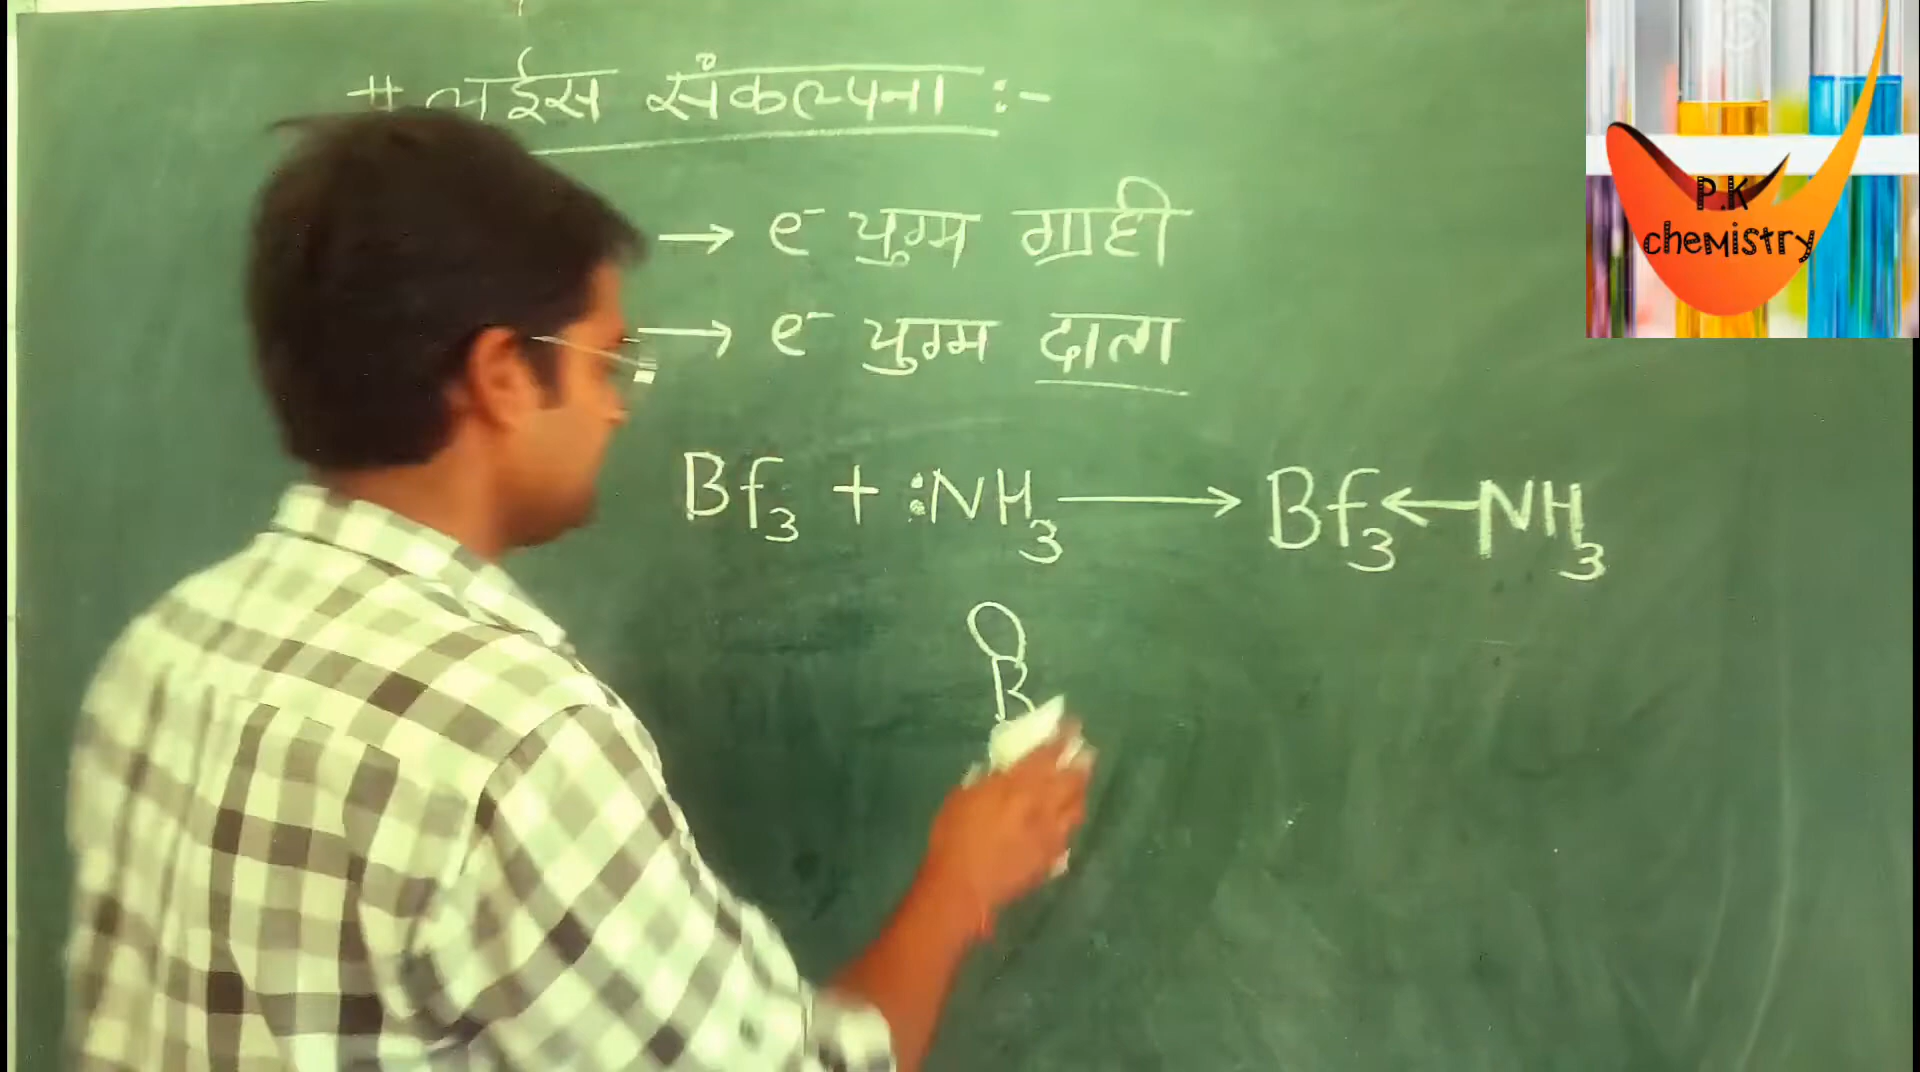 # लुईस संकल्पना :-
→ e⁻ युग्म ग्राही
→ e⁻ युग्म दाता
Bf₃ + :NH₃ → Bf₃ ← NH₃
B
P.K
chemistry